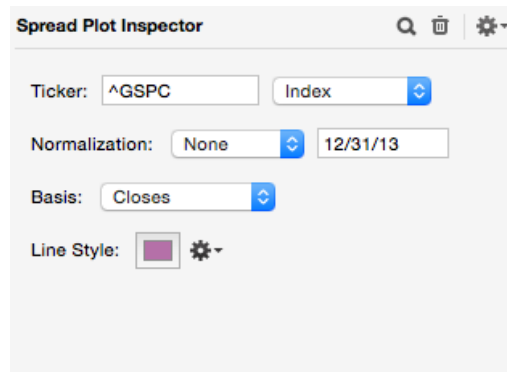 Spread Plot Inspector
Ticker: ^GSPC Index
Normalization: None 12/31/13
Basis: Closes
Line Style: